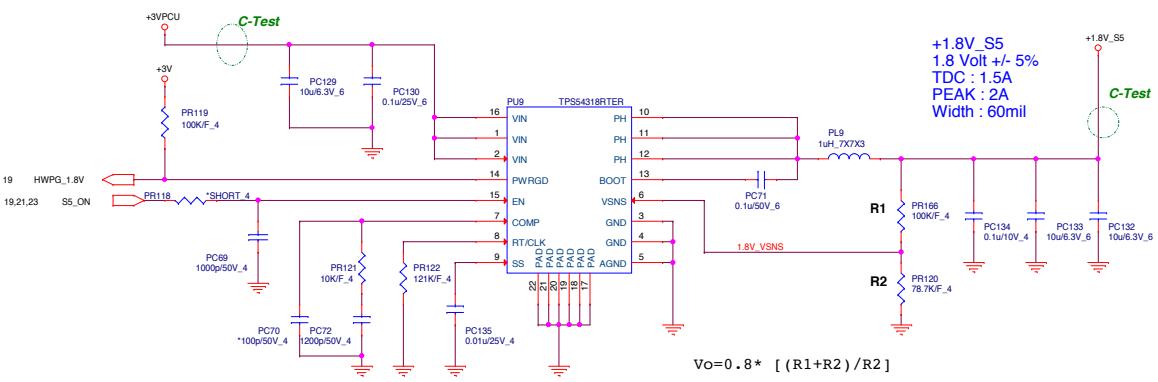 +3VPCU
C-Test
+3V
PR119
100K/F_4
PC129
10u/6.3V_6
PC130
0.1u/25V_6
PU9
TPS54318RTER
16
VIN
1
VIN
2
VIN
14
PWRGD
15
EN
7
COMP
8
RT/CLK
9
SS
PH
10
PH
11
PH
12
BOOT
13
VSNS
6
GND
3
GND
4
AGND
5
PAD
PAD
PAD
PAD
PAD
PAD
22
21
20
19
18
17
19
HWPG_1.8V
19,21,23
S5_ON
PR118
*SHORT_4
PC69
1000p/50V_4
PR121
10K/F_4
PR122
121K/F_4
PC70
*100p/50V_4
PC72
1200p/50V_4
PC135
0.01u/25V_4
PL9
1uH_7X7X3
PC71
0.1u/50V_6
1.8V_VSNS
R1
PR166
100K/F_4
R2
PR120
78.7K/F_4
PC134
0.1u/10V_4
PC133
10u/6.3V_6
PC132
10u/6.3V_6
+1.8V_S5
1.8 Volt +/- 5%
TDC : 1.5A
PEAK : 2A
Width : 60mil
+1.8V_S5
C-Test
Vo=0.8* [(R1+R2)/R2]